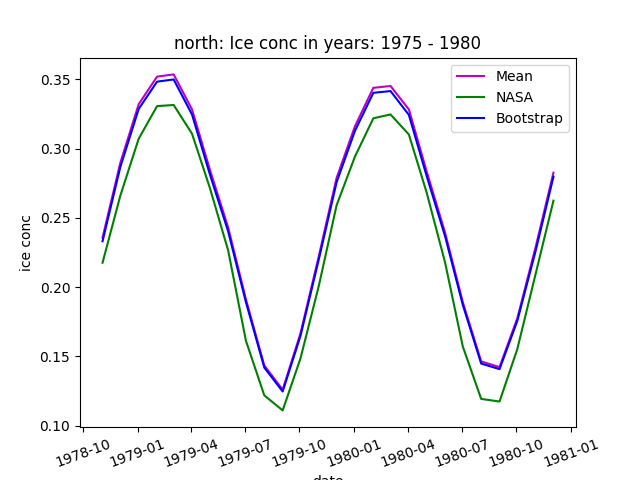 north: Ice conc in years: 1975 - 1980
Mean
NASA
Bootstrap
ice conc
0.35
0.30
0.25
0.20
0.15
0.10
1978-10
1979-01
1979-04
1979-07
1979-10
1980-01
1980-04
1980-07
1980-10
1981-01
date